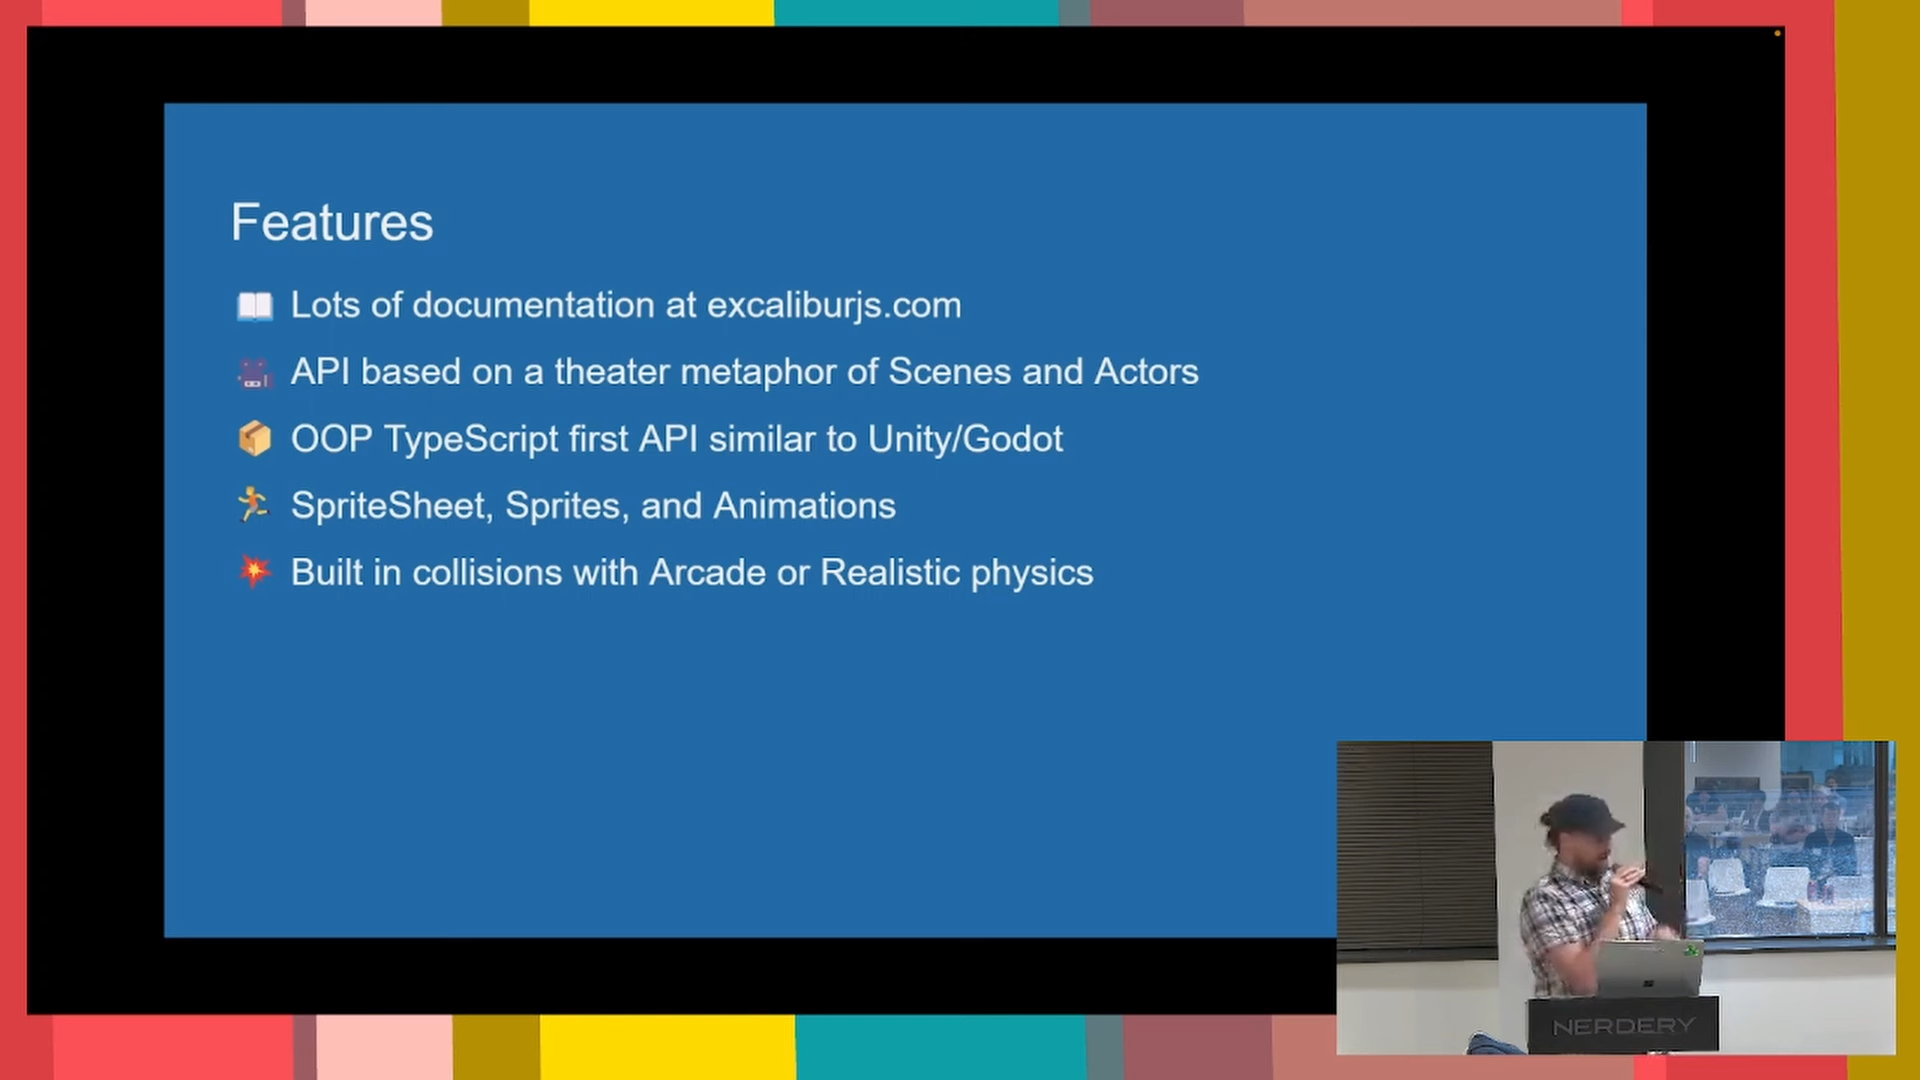 Features
Lots of documentation at excaliburjs.com
API based on a theater metaphor of Scenes and Actors
OOP TypeScript first API similar to Unity/Godot
SpriteSheet, Sprites, and Animations
Built in collisions with Arcade or Realistic physics
NERDERY